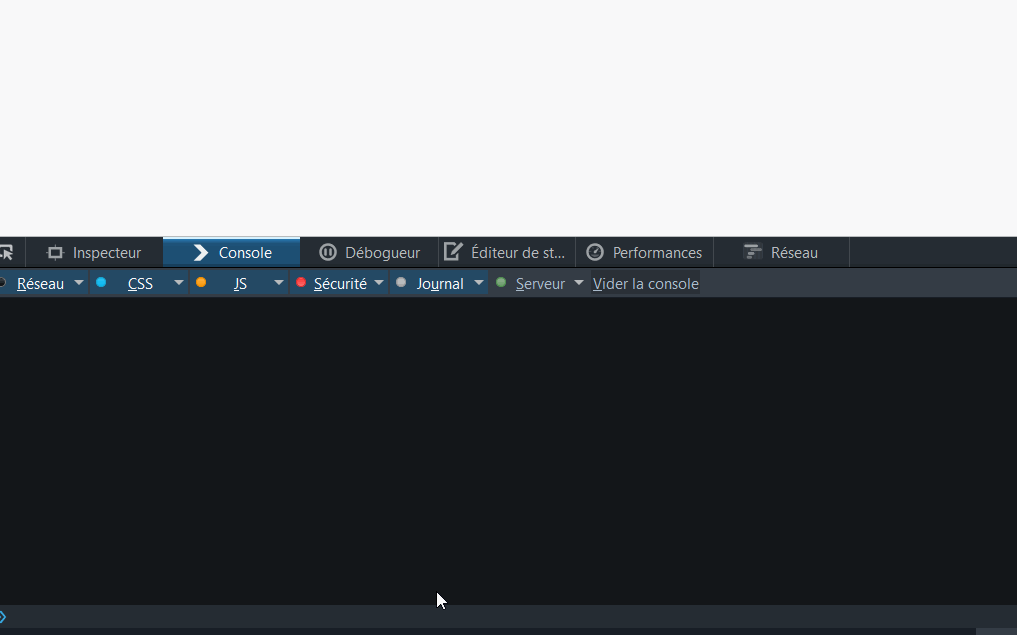 Inspecteur Console Débogueur Éditeur de st... Performances Réseau
Réseau CSS JS Sécurité Journal Serveur Vider la console